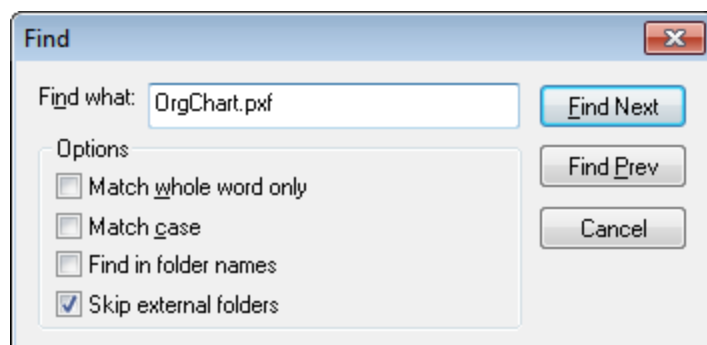 Find
Find what: OrgChart.pxf
Find Next
Options
Find Prev
Match whole word only
Match case
Cancel
Find in folder names
Skip external folders